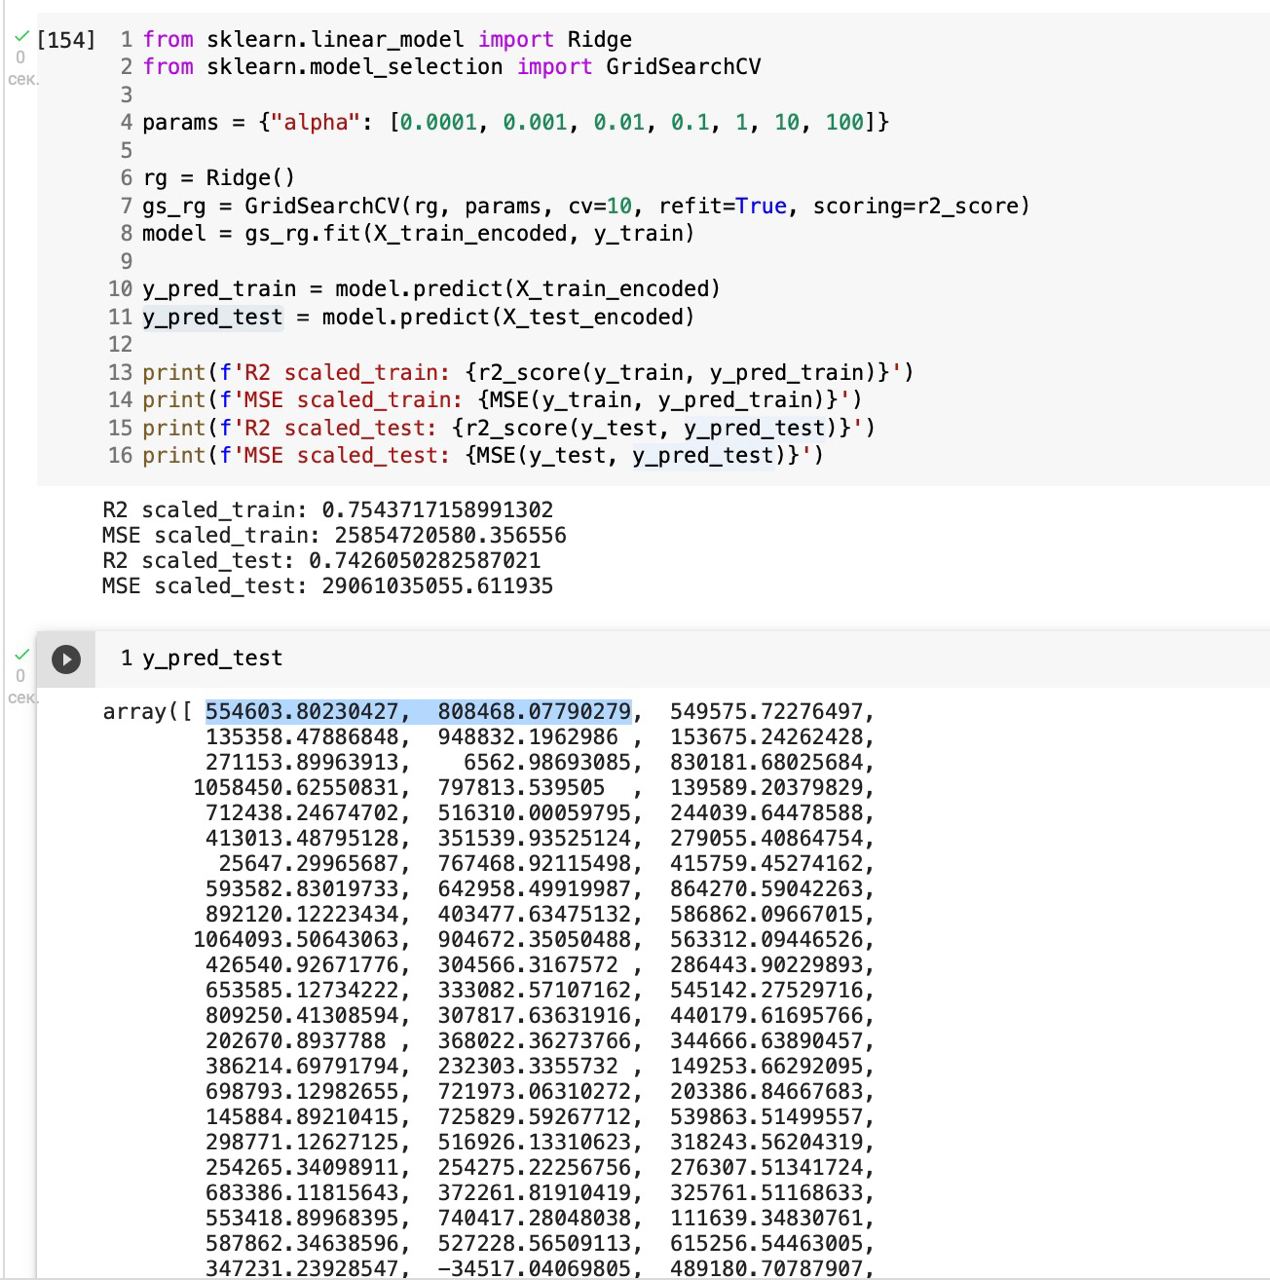 [154] 1 from sklearn.linear_model import Ridge
0 2 from sklearn.model_selection import GridSearchCV
сек. 3
4 params = {"alpha": [0.0001, 0.001, 0.01, 0.1, 1, 10, 100]}
5
6 rg = Ridge()
7 gs_rg = GridSearchCV(rg, params, cv=10, refit=True, scoring=r2_score)
8 model = gs_rg.fit(X_train_encoded, y_train)
9
10 y_pred_train = model.predict(X_train_encoded)
11 y_pred_test = model.predict(X_test_encoded)
12
13 print(f'R2 scaled_train: {r2_score(y_train, y_pred_train)}')
14 print(f'MSE scaled_train: {MSE(y_train, y_pred_train)}')
15 print(f'R2 scaled_test: {r2_score(y_test, y_pred_test)}')
16 print(f'MSE scaled_test: {MSE(y_test, y_pred_test)}')
R2 scaled_train: 0.7543717158991302
MSE scaled_train: 25854720580.356556
R2 scaled_test: 0.7426050282587021
MSE scaled_test: 29061035055.611935
1 y_pred_test
0
сек.
array([ 554603.80230427, 808468.07790279, 549575.72276497,
135358.47886848, 948832.1962986 , 153675.24262428,
271153.89963913, 6562.98693085, 830181.68025684,
1058450.62550831, 797813.539505 , 139589.20379829,
712438.24674702, 516310.00059795, 244039.64478588,
413013.48795128, 351539.93525124, 279055.40864754,
25647.29965687, 767468.92115498, 415759.45274162,
593582.83019733, 642958.49919987, 864270.59042263,
892120.12223434, 403477.63475132, 586862.09667015,
1064093.50643063, 904672.35050488, 563312.09446526,
426540.92671776, 304566.3167572 , 286443.90229893,
653585.12734222, 333082.57107162, 545142.27529716,
809250.41308594, 307817.63631916, 440179.61695766,
202670.8937788 , 368022.36273766, 344666.63890457,
386214.69791794, 232303.3355732 , 149253.66292095,
698793.12982655, 721973.06310272, 203386.84667683,
145884.89210415, 725829.59267712, 539863.51499557,
298771.12627125, 516926.13310623, 318243.56204319,
254265.34098911, 254275.22256756, 276307.51341724,
683386.11815643, 372261.81910419, 325761.51168633,
553418.89968395, 740417.28048038, 111639.34830761,
587862.34638596, 527228.56509113, 615256.54463005,
347231.23928547, -34517.04069805, 489180.70787907,